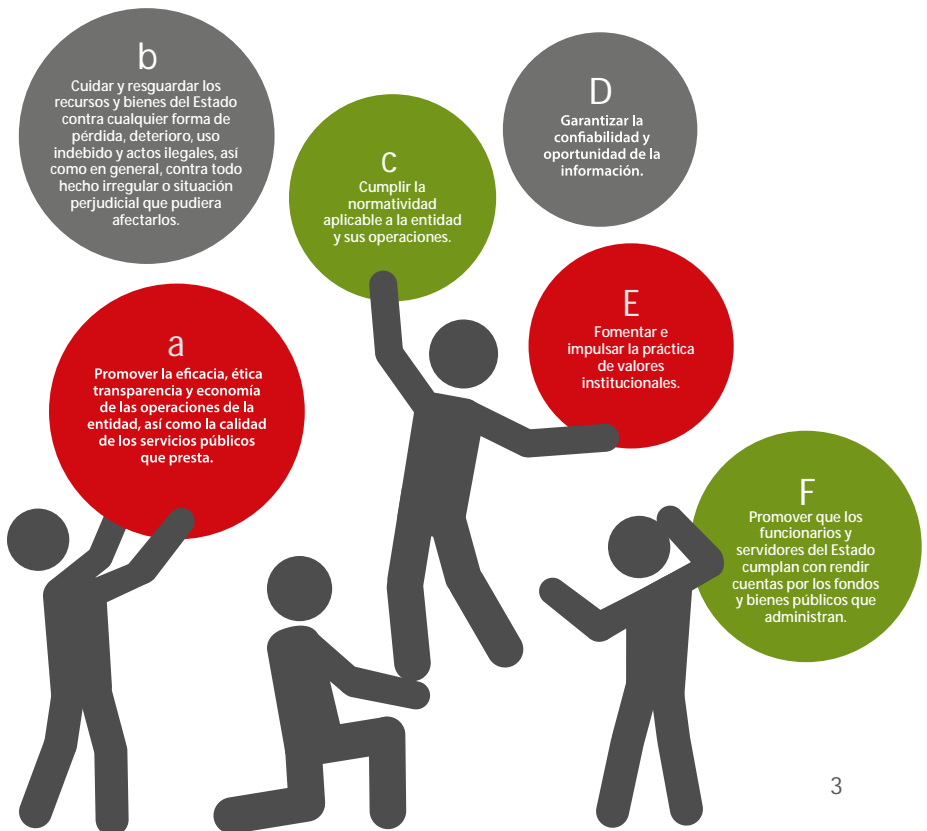 b
Cuidar y resguardar los
recursos y bienes del Estado
contra cualquier forma de
pérdida, deterioro, uso
indebido y actos ilegales, así
como en general, contra todo
hecho irregular o situación
perjudicial que pudiera
afectarlos.
D
Garantizar la
confiabilidad y
oportunidad de la
información.
C
Cumplir la
normatividad
aplicable a la entidad
y sus operaciones.
a
Promover la eficacia, ética
transparencia y economía
de las operaciones de la
entidad, así como la calidad
de los servicios públicos
que presta.
E
Fomentar e
impulsar la práctica
de valores
institucionales.
F
Promover que los
funcionarios y
servidores del Estado
cumplan con rendir
cuentas por los fondos
y bienes públicos que
administran.
3